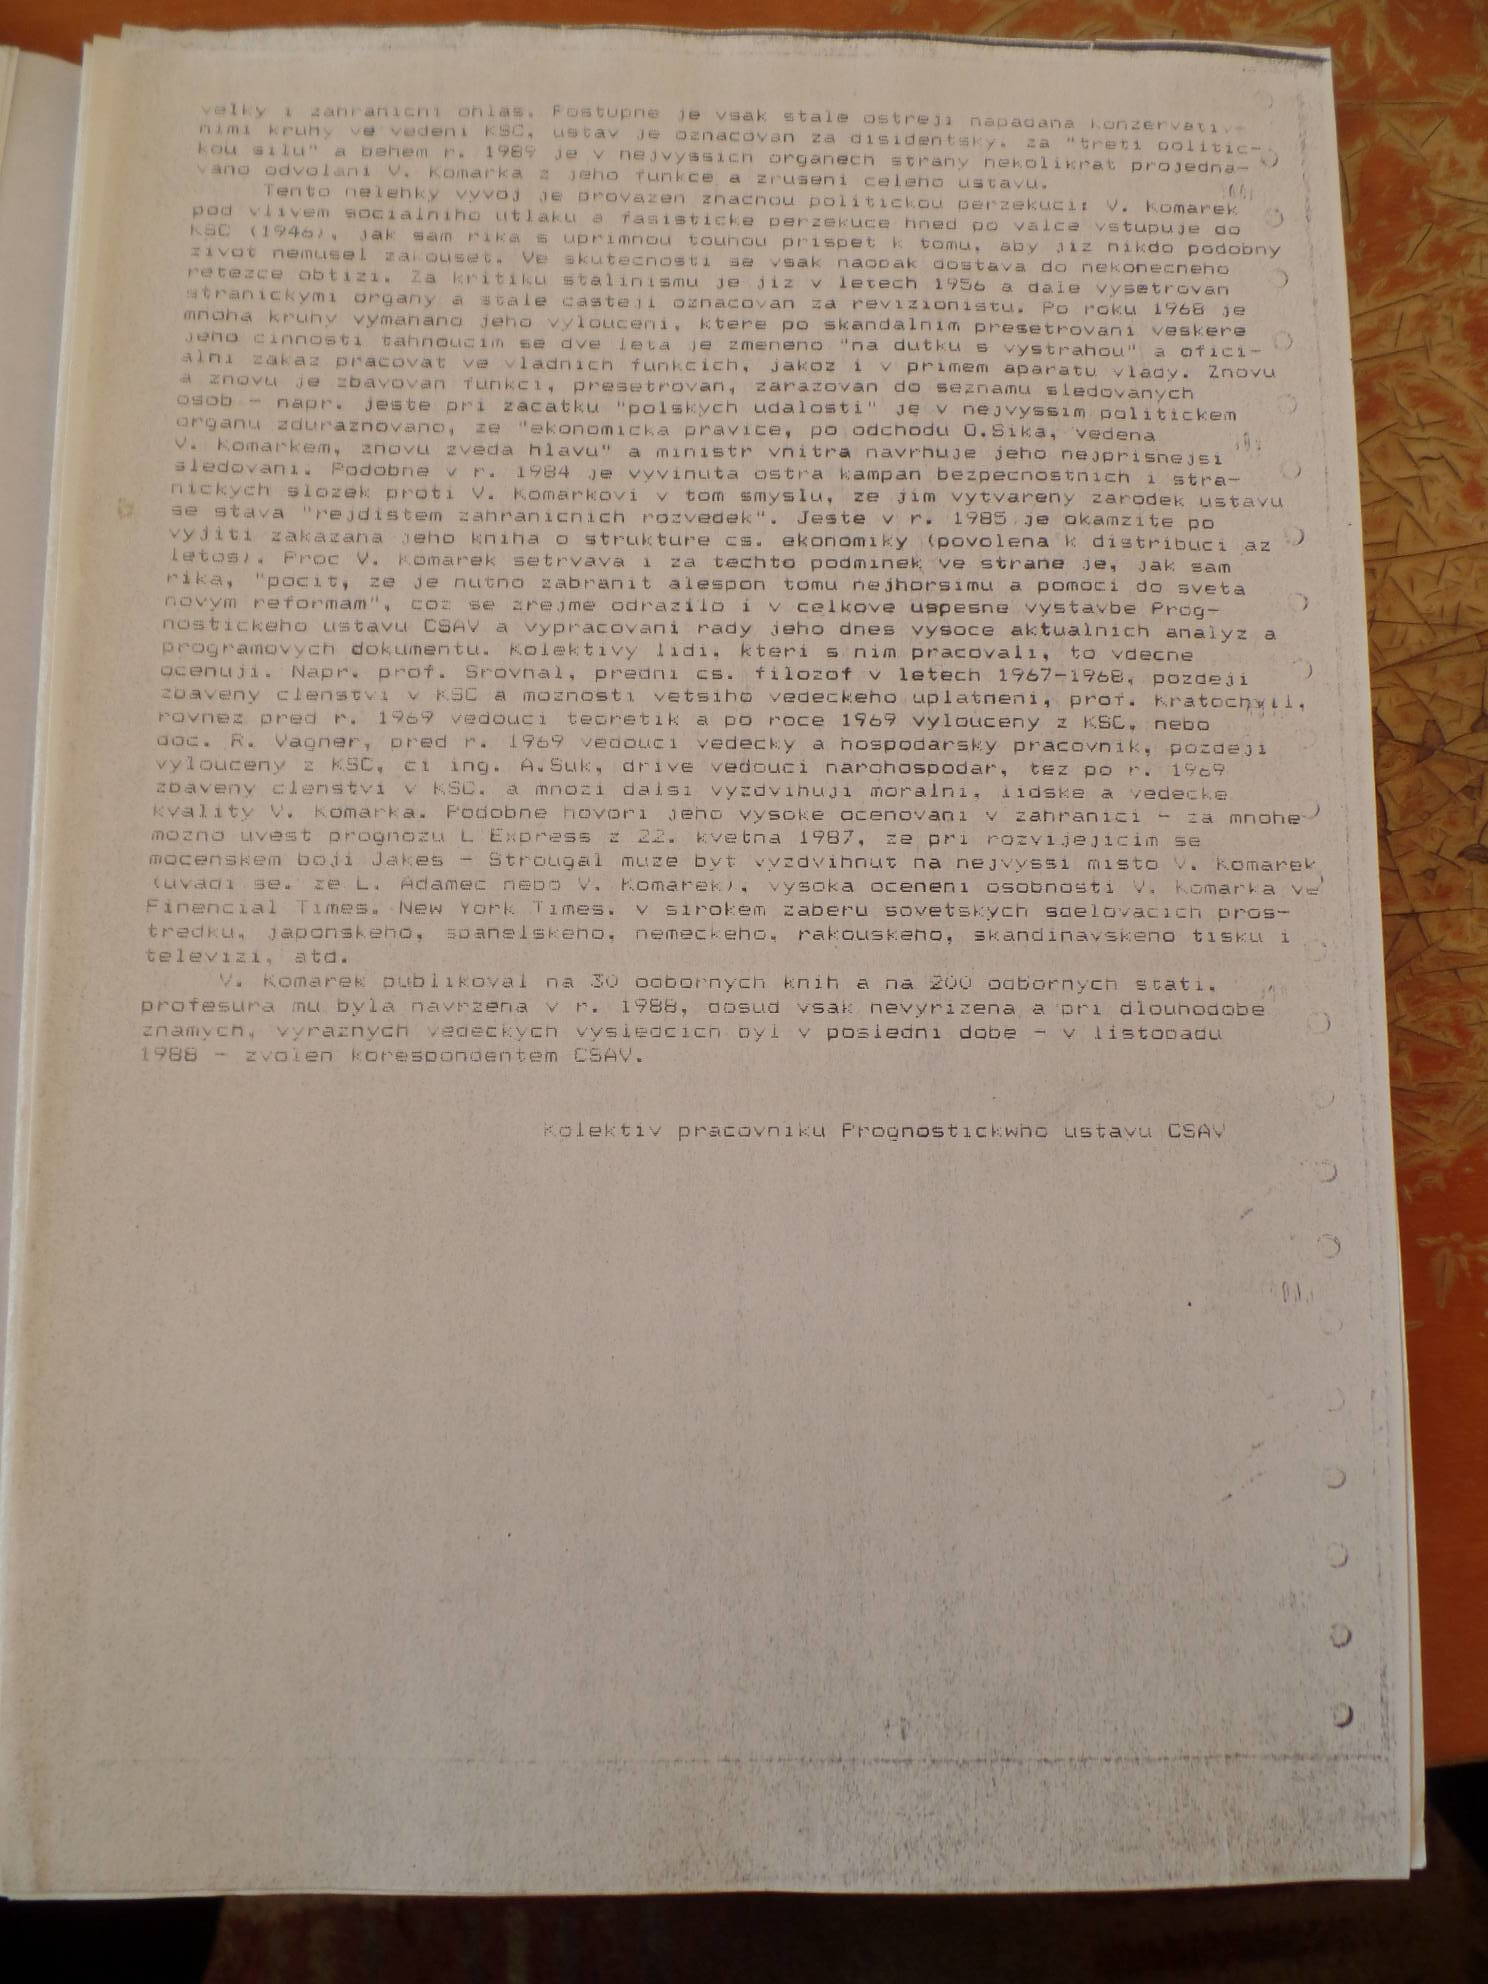 velky i zahranicni ohlas. Postupne je vsak stale ostreji napadana konzervativ-
nimi kruhy ve vedeni KSC, ustav je oznacovan za disidentsky, za "treti politic-
kou silu" a behem r. 1989 je v nejvyssich organech strany nekolikrat projedna-
vano odvolani V. Komarka z jeho funkce a zruseni celeho ustavu.
Tento nelehky vyvoj je provazen znacnou politickou perzekuci: V. Komarek
pod vlivem socialniho utlaku a fasisticke perzekuce hned po valce vstupuje do
KSC (1946), jak sam rika s uprimnou touhou prispet k tomu, aby jiz nikdo podobny
zivot nemusel zakouset. Ve skutecnosti se vsak naopak dostava do nekonecneho
retezce obtizi. Za kritiku stalinismu je jiz v letech 1956 a dale vysetrovan
stranickymi organy a stale casteji oznacovan za revizionistu. Po roku 1968 je
mnoha kruhy vymahano jeho vylouceni, ktere po skandalnim presetrovani veskere
jeho cinnosti tahnoucim se dve leta je zmeneno "na dutku s vystrahou" a ofici-
alni zakaz pracovat ve vladnich funkcich, jakoz i v primem aparatu vlady. Znovu
a znovu je zbavovan funkci, presetrovan, zarazovan do seznamu sledovanych
osob - napr. jeste pri zacatku "polskych udalosti" je v nejvyssim politickem
organu zduraznovano, ze "ekonomicka pravice, po odchodu O.Sika, vedena
V. Komarkem, znovu zveda hlavu" a ministr vnitra navrhuje jeho nejprisnejsi
sledovani. Podobne v r. 1984 je vyvinuta ostra kampan bezpecnostnich i stra-
nickych slozek proti V. Komarkovi v tom smyslu, ze jim vytvareny zarodek ustavu
se stava "rejdistem zahranicnich rozvedek". Jeste v r. 1985 je okamzite po
vyjiti zakazana jeho kniha o strukture cs. ekonomiky (povolena k distribuci az
letos). Proc V. Komarek setrvava i za techto podminek ve strane je, jak sam
rika, "pocit, ze je nutno zabranit alespon tomu nejhorsimu a pomoci do sveta
novym reformam", coz se zrejme odrazilo i v celkove uspesne vystavbe Prog-
nostickeho ustavu CSAV a vypracovani rady jeho dnes vysoce aktualnich analyz a
programovych dokumentu. Kolektivy lidi, kteri s nim pracovali, to vdecne
ocenuji. Napr. prof. Srovnal, predni cs. filozof v letech 1967-1968, pozdeji
zbaveny clenstvi v KSC a moznosti vetsiho vedeckeho uplatneni, prof. Kratochvil,
rovnez pred r. 1969 vedouci teoretik a po roce 1969 vylouceny z KSC, nebo
doc. R. Vagner, pred r. 1969 vedouci vedecky a hospodarsky pracovnik, pozdeji
vylouceny z KSC, ci ing. A.Suk, drive vedouci narohospodar, tez po r. 1969
zbaveny clenstvi v KSC, a mnozi dalsi vyzdvihuji moralni, lidske a vedecke
kvality V. Komarka. Podobne hovori jeho vysoke ocenovani v zahranici - za mnohe
mozno uvest prognozu L'Express z 22. kvetna 1987, ze pri rozvijejicim se
mocenskem boji Jakes - Strougal muze byt vyzdvihnut na nejvyssi misto V. Komarek
(uvadi se, ze L. Adamec nebo V. Komarek), vysoka oceneni osobnosti V. Komarka ve
Financial Times, New York Times, v sirokem zaberu sovetskych sdelovacich pros-
tredku, japonskeho, spanelskeho, nemeckeho, rakouskeho, skandinavskeho tisku i
televizi, atd.
V. Komarek publikoval na 30 odbornych knih a na 200 odbornych stati,
profesura mu byla navrzena v r. 1988, dosud vsak nevyrizena a pri dlouhodobe
znamych, vyraznych vedeckych vysledcich byl v posledni dobe - v listopadu
1988 - zvolen korespondentem CSAV.
Kolektiv pracovniku Prognostickwho ustavu CSAV